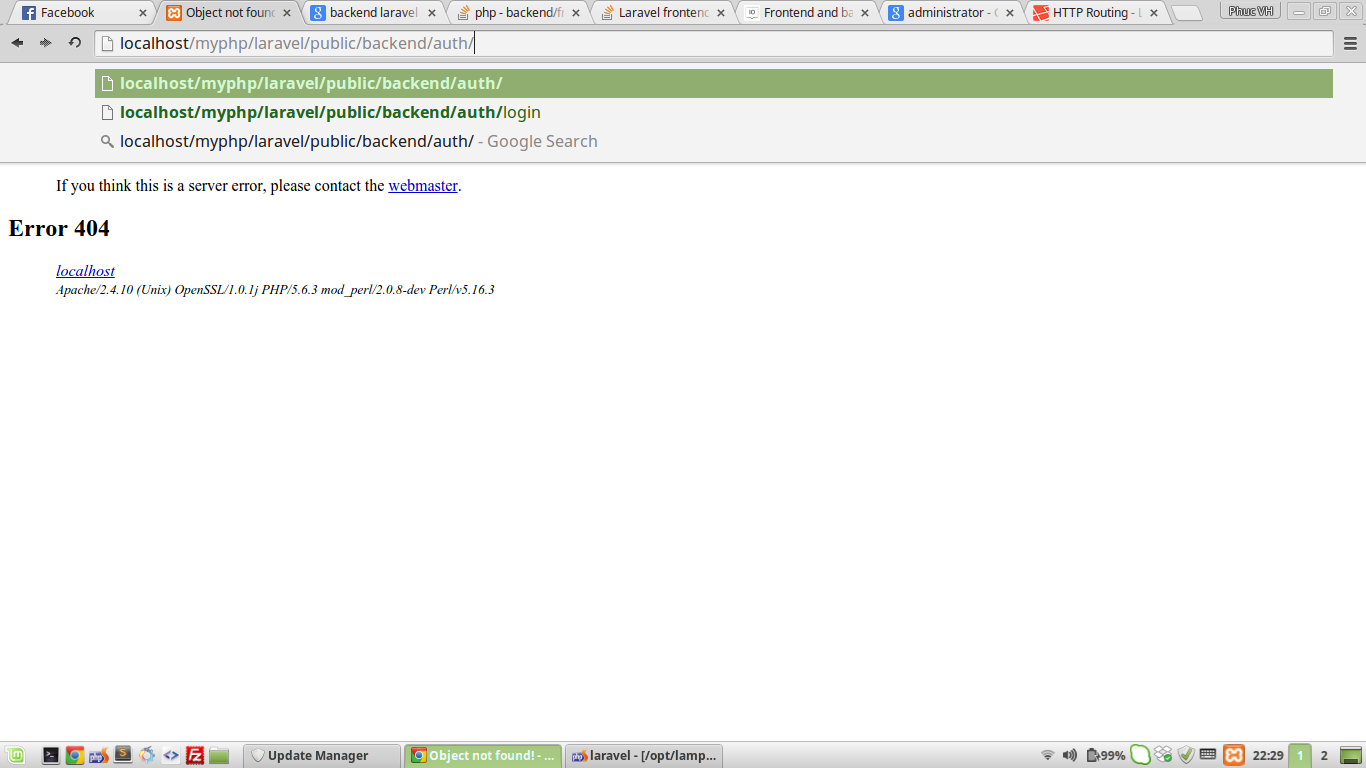 Facebook
Object not foun
backend laravel
php - backend/fr
Laravel frontend
Frontend and ba
administrator - G
HTTP Routing - L
Phuc VH
localhost/myphp/laravel/public/backend/auth/
localhost/myphp/laravel/public/backend/auth/
localhost/myphp/laravel/public/backend/auth/login
localhost/myphp/laravel/public/backend/auth/ - Google Search
If you think this is a server error, please contact the webmaster.
Error 404
localhost
Apache/2.4.10 (Unix) OpenSSL/1.0.1j PHP/5.6.3 mod_perl/2.0.8-dev Perl/v5.16.3
Update Manager
Object not found! - ...
laravel - [/opt/lamp...
99%
22:29
1
2